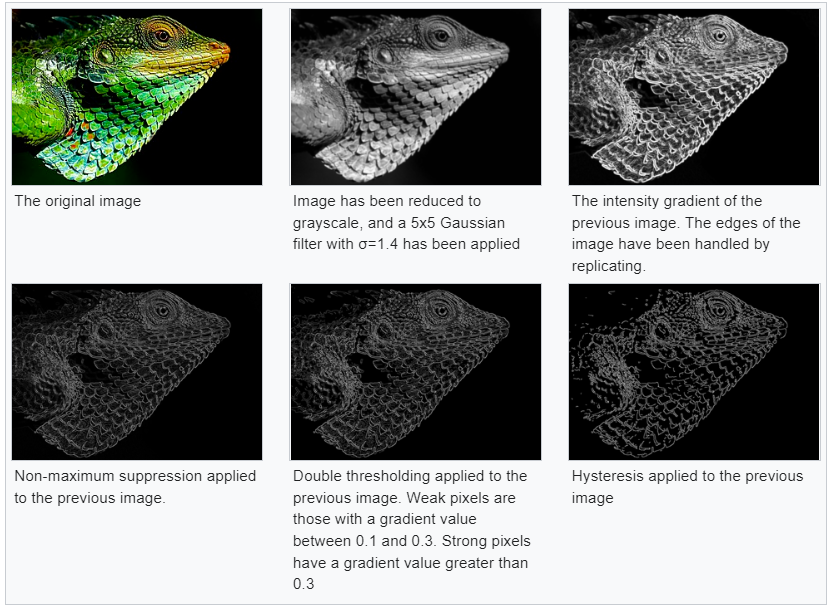 The original image
Image has been reduced to
grayscale, and a 5x5 Gaussian
filter with σ=1.4 has been applied
The intensity gradient of the
previous image. The edges of the
image have been handled by
replicating.
Non-maximum suppression applied
to the previous image.
Double thresholding applied to the
previous image. Weak pixels are
those with a gradient value
between 0.1 and 0.3. Strong pixels
have a gradient value greater than
0.3
Hysteresis applied to the previous
image